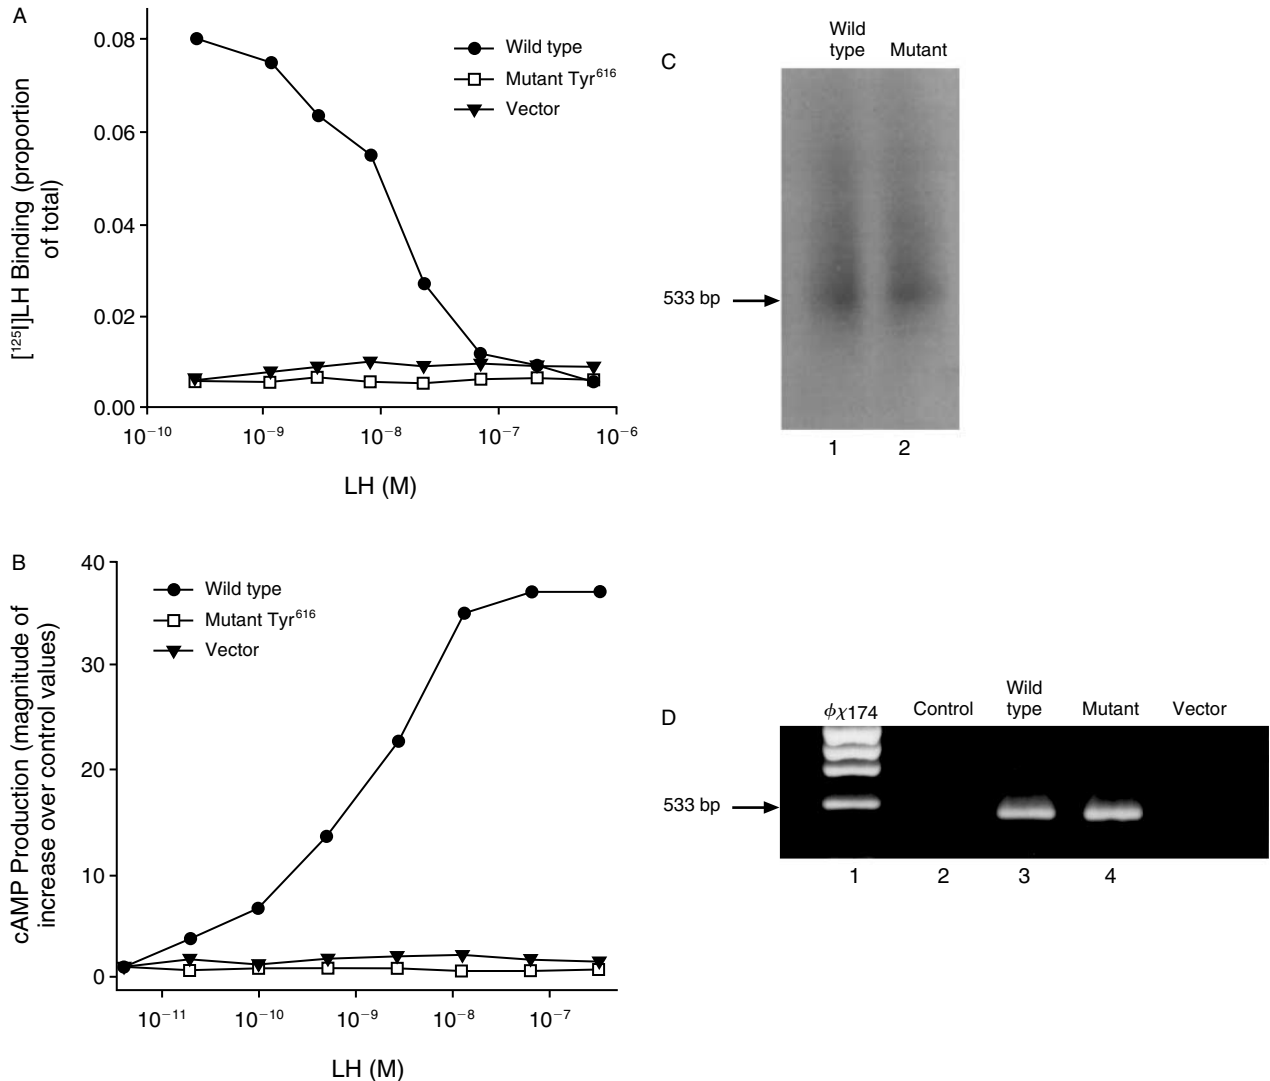 A
[¹²⁵I]LH Binding (proportion
of total)
0.08
0.06
0.04
0.02
0.00
10⁻¹⁰
10⁻⁹
10⁻⁸
10⁻⁷
10⁻⁶
LH (M)
Wild type
Mutant Tyr⁶¹⁶
Vector
B
cAMP Production (magnitude of
increase over control values)
40
30
20
10
0
10⁻¹¹
10⁻¹⁰
10⁻⁹
10⁻⁸
10⁻⁷
LH (M)
Wild type
Mutant Tyr⁶¹⁶
Vector
C
Wild
type
Mutant
533 bp
1
2
D
ϕχ174
Control
Wild
type
Mutant
Vector
533 bp
1
2
3
4